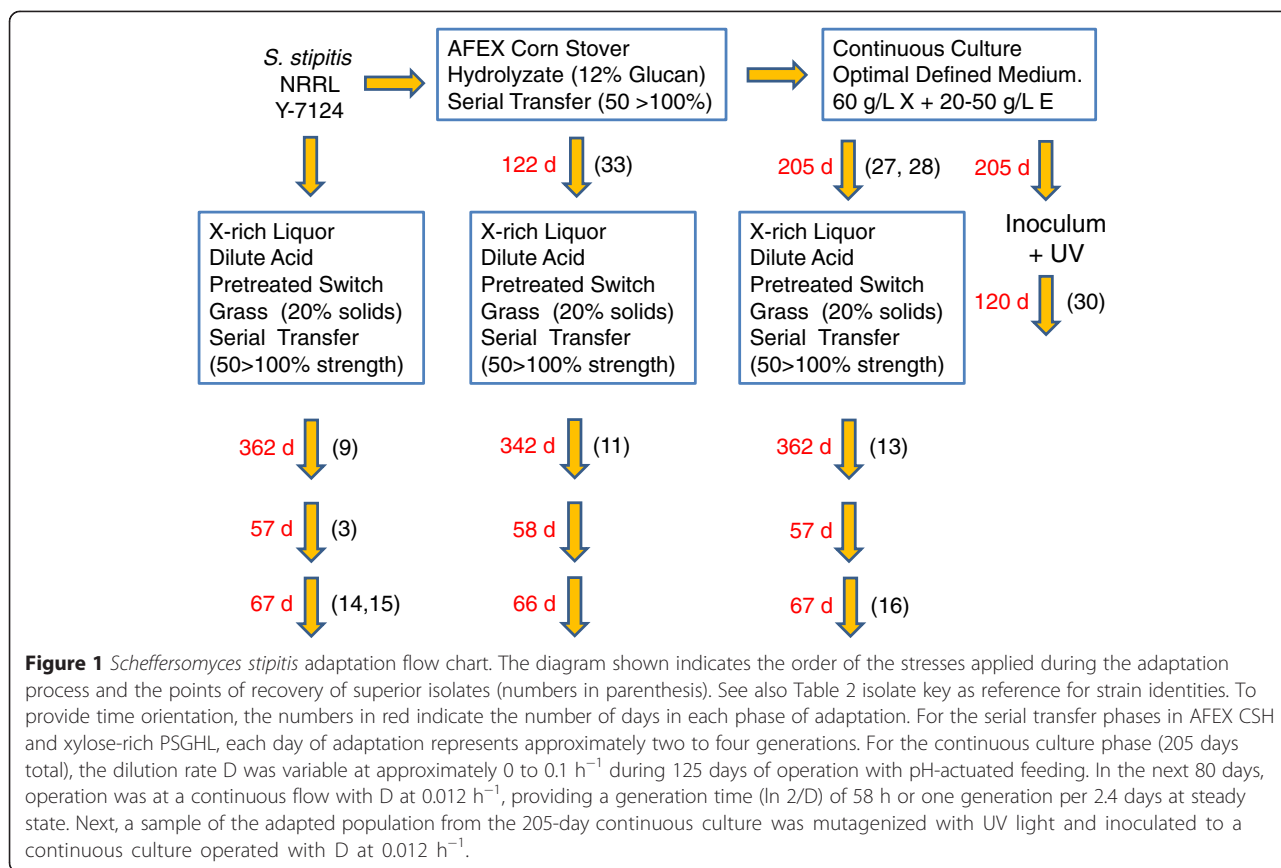 S. stipitis
NRRL
Y-7124
AFEX Corn Stover
Hydrolyzate (12% Glucan)
Serial Transfer (50 >100%)
Continuous Culture
Optimal Defined Medium.
60 g/L X + 20-50 g/L E
122 d (33)
205 d (27, 28)
205 d
X-rich Liquor
Dilute Acid
Pretreated Switch
Grass (20% solids)
Serial Transfer
(50>100% strength)
X-rich Liquor
Dilute Acid
Pretreated Switch
Grass (20% solids)
Serial Transfer
(50>100% strength)
X-rich Liquor
Dilute Acid
Pretreated Switch
Grass (20% solids)
Serial Transfer
(50>100% strength)
Inoculum
+ UV
120 d (30)
362 d (9)
342 d (11)
362 d (13)
57 d (3)
58 d
57 d
67 d (14,15)
66 d
67 d (16)
Figure 1 Scheffersomyces stipitis adaptation flow chart. The diagram shown indicates the order of the stresses applied during the adaptation
process and the points of recovery of superior isolates (numbers in parenthesis). See also Table 2 isolate key as reference for strain identities. To
provide time orientation, the numbers in red indicate the number of days in each phase of adaptation. For the serial transfer phases in AFEX CSH
and xylose-rich PSGHL, each day of adaptation represents approximately two to four generations. For the continuous culture phase (205 days
total), the dilution rate D was variable at approximately 0 to 0.1 h⁻¹ during 125 days of operation with pH-actuated feeding. In the next 80 days,
operation was at a continuous flow with D at 0.012 h⁻¹, providing a generation time (ln 2/D) of 58 h or one generation per 2.4 days at steady
state. Next, a sample of the adapted population from the 205-day continuous culture was mutagenized with UV light and inoculated to a
continuous culture operated with D at 0.012 h⁻¹.